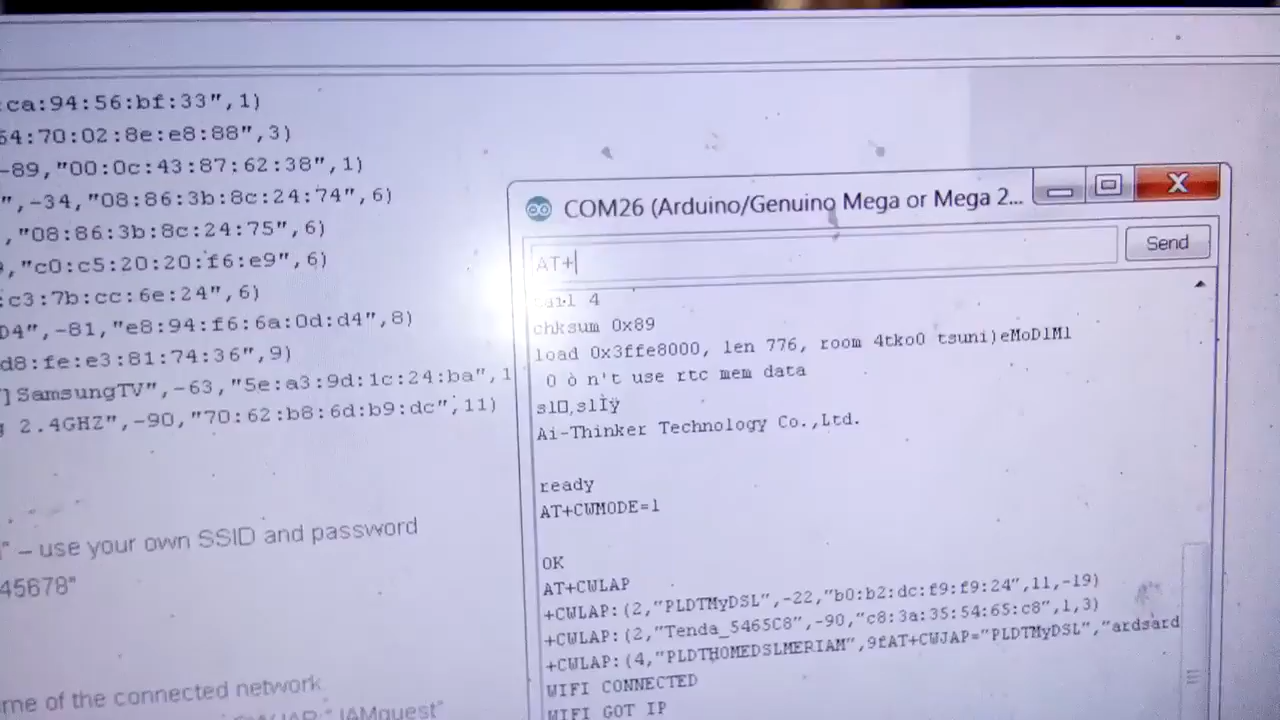 ca:94:56:bf:33",1)
64:70:02:8e:e8:88",3)
-89,"00:0c:43:87:62:38",1)
",-34,"08:86:3b:8c:24:74",6)
,"08:86:3b:8c:24:75",6)
,"c0:c5:20:20:f6:e9",6)
:c3:7b:cc:6e:24",6)
D4",-81,"e8:94:f6:6a:0d:d4",8)
d8:fe:e3:81:74:36",9)
]SamsungTV",-63,"5e:a3:9d:1c:24:ba",1
2.4GHZ",-90,"70:62:b8:6d:b9:dc",11)
" – use your own SSID and password
45678"
me of the connected network
COM26 (Arduino/Genuino Mega or Mega 2...
AT+
Send
4
chksum 0x89
load 0x3ffe8000, len 776, room 4tko0 tsuni)eMoDlMl
0 ò n't use rtc mem data
Ai-Thinker Technology Co.,Ltd.
ready
AT+CWMODE=1
OK
AT+CWLAP
+CWLAP:(2,"PLDTMyDSL",-22,"b0:b2:dc:f9:f9:24",11,-19)
+CWLAP:(2,"Tenda_5465C8",-90,"c8:3a:35:54:65:c8",1,3)
+CWLAP:(4,"PLDTHOMEDSLMERIAM",9fAT+CWJAP="PLDTMyDSL","ardsard
WIFI CONNECTED
WIFI GOT IP